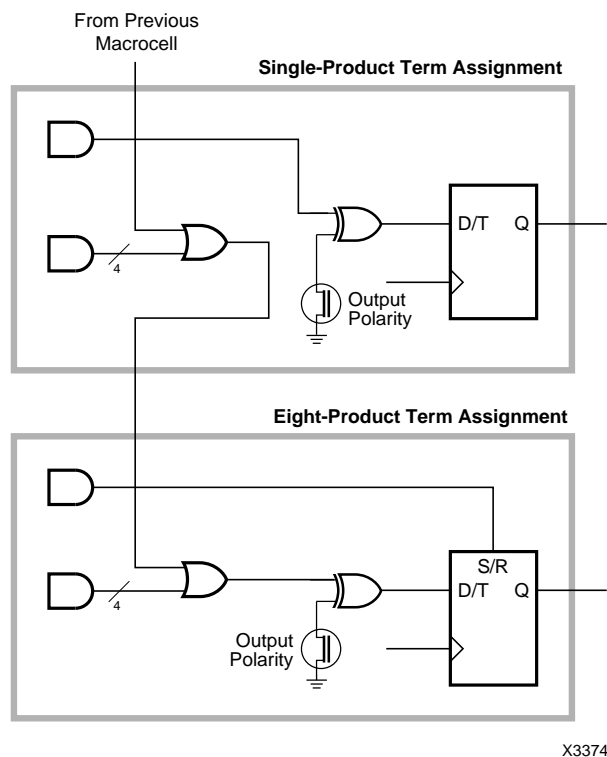 From Previous
Macrocell
Single-Product Term Assignment
4
D/T Q
Output
Polarity
Eight-Product Term Assignment
4
S/R
D/T Q
Output
Polarity
X3374